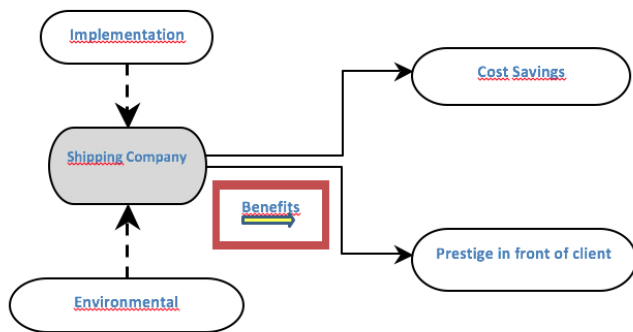 Implementation
Cost Savings
Shipping Company
Benefits
Prestige in front of client
Environmental